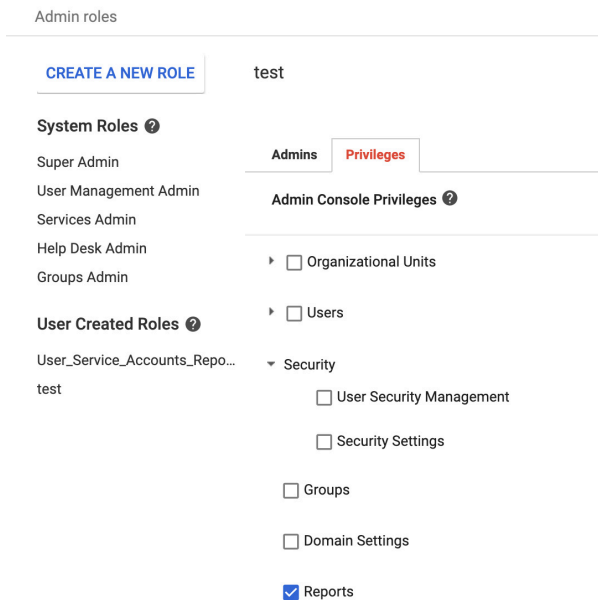 Admin roles
CREATE A NEW ROLE
test
System Roles ?
Super Admin
User Management Admin
Services Admin
Help Desk Admin
Groups Admin
User Created Roles ?
User_Service_Accounts_Repo...
test
Admins Privileges
Admin Console Privileges ?
Organizational Units
Users
Security
User Security Management
Security Settings
Groups
Domain Settings
Reports